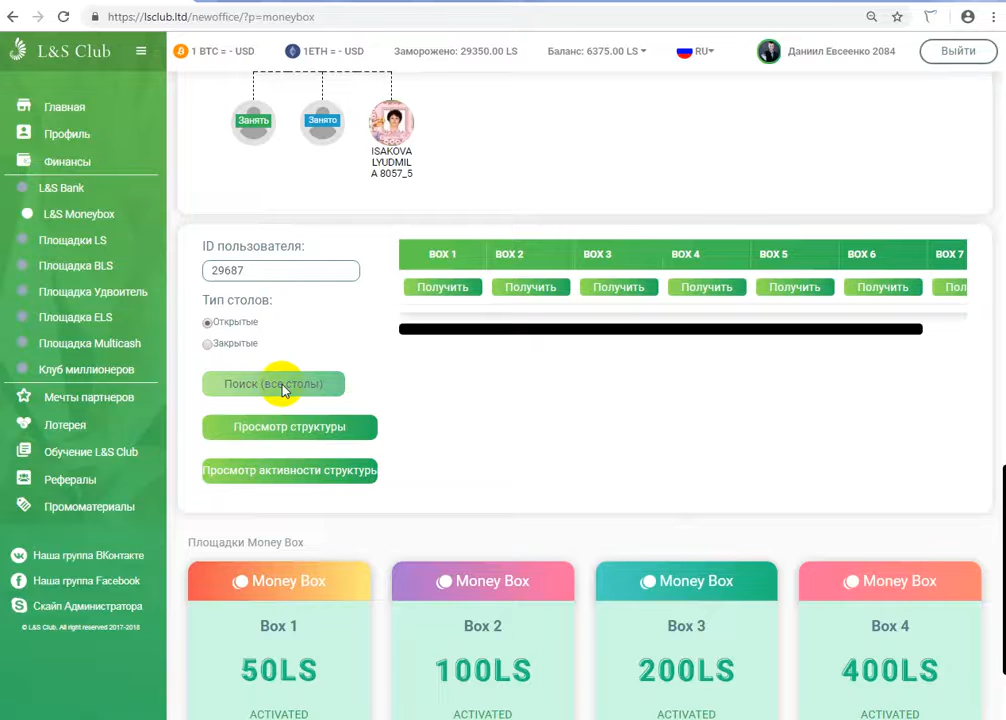 https://lsclub.ltd/newoffice/?p=moneybox
L&S Club
1 BTC = - USD
1ETH = - USD
Заморожено: 29350.00 LS
Баланс: 6375.00 LS
RU
Даниил Евсеенко 2084
Выйти
Главная
Профиль
Финансы
L&S Bank
L&S Moneybox
Площадки LS
Площадка BLS
Площадка Удвоитель
Площадка ELS
Площадка Multicash
Клуб миллионеров
Мечты партнеров
Лотерея
Обучение L&S Club
Рефералы
Промоматериалы
Наша группа ВКонтакте
Наша группа Facebook
Скайп Администратора
© L&S Club. All right reserved 2017-2018
Занять
Занято
ISAKOVA
LYUDMIL
A 8057_5
ID пользователя:
29687
Тип столов:
Открытые
Закрытые
Поиск (все столы)
Просмотр структуры
Просмотр активности структуры
BOX 1
BOX 2
BOX 3
BOX 4
BOX 5
BOX 6
BOX 7
Получить
Получить
Получить
Получить
Получить
Получить
Пол
Площадки Money Box
Money Box
Money Box
Money Box
Money Box
Box 1
Box 2
Box 3
Box 4
50LS
100LS
200LS
400LS
ACTIVATED
ACTIVATED
ACTIVATED
ACTIVATED